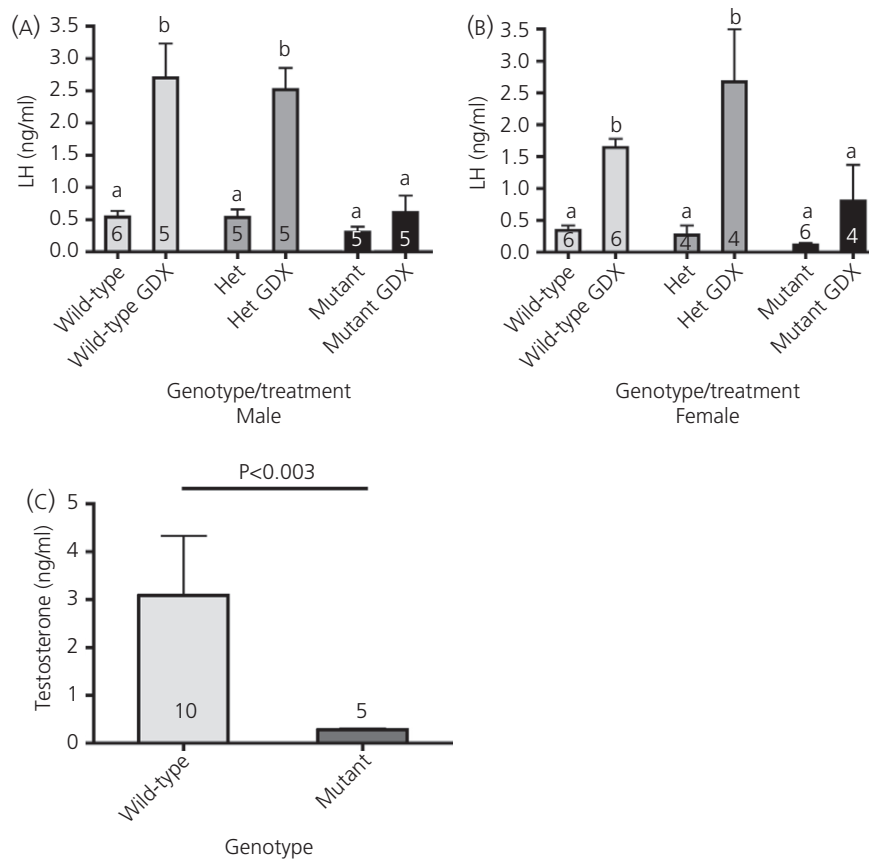 (A)
3.5
3.0
2.5
2.0
1.5
1.0
0.5
0.0
LH (ng/ml)
a
b
a
b
a
a
6
5
5
5
5
5
Wild-type
Wild-type GDX
Het
Het GDX
Mutant
Mutant GDX
Genotype/treatment
Male
(B)
3.5
3.0
2.5
2.0
1.5
1.0
0.5
0.0
LH (ng/ml)
a
b
a
b
a
a
6
6
4
4
6
4
Wild-type
Wild-type GDX
Het
Het GDX
Mutant
Mutant GDX
Genotype/treatment
Female
(C)
P<0.003
5
4
3
2
1
0
Testosterone (ng/ml)
10
5
Wild-type
Mutant
Genotype